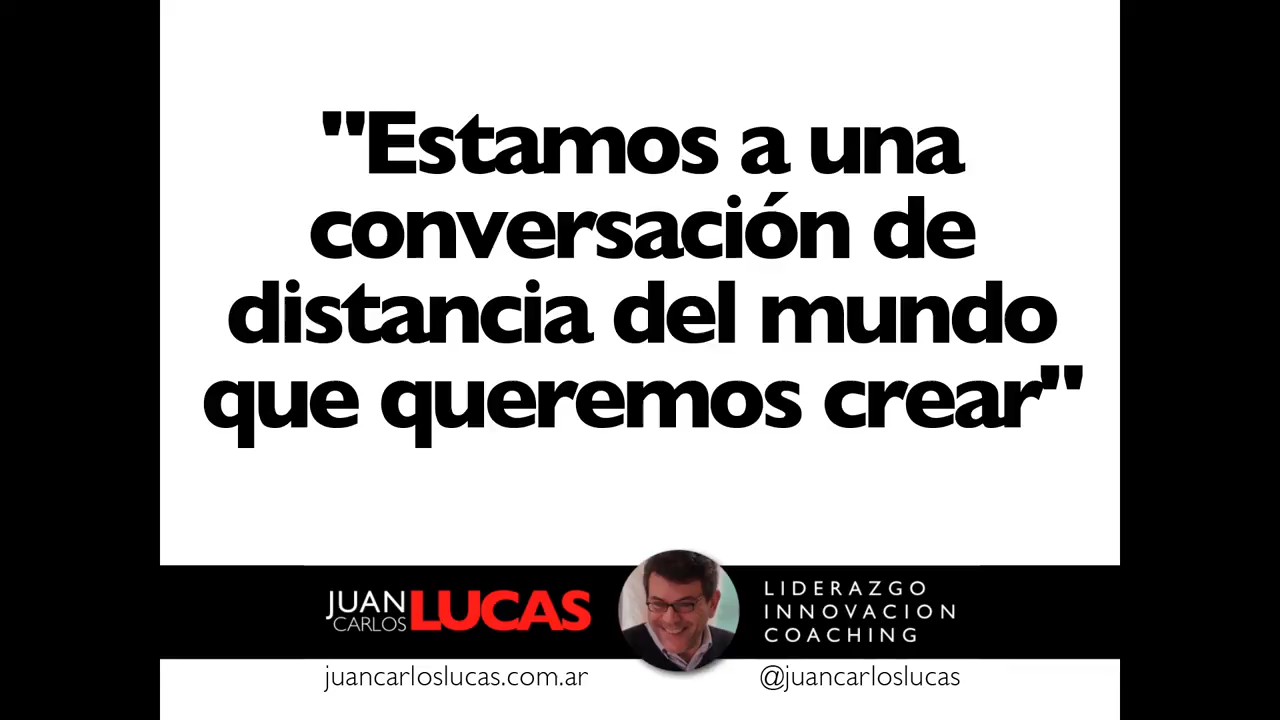 "Estamos a una
conversación de
distancia del mundo
que queremos crear"
JUAN
CARLOS
LUCAS
LIDERAZGO
INNOVACION
COACHING
juancarloslucas.com.ar
@juancarloslucas